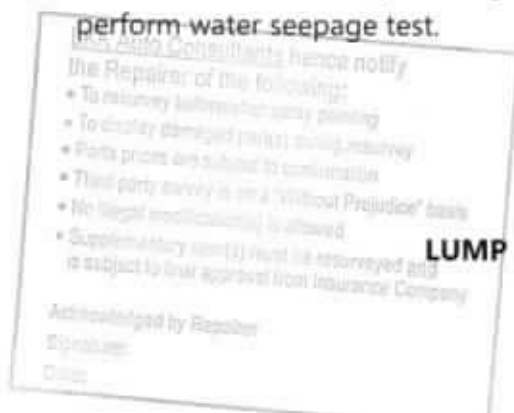 perform water seepage test.
Auto Consultants hence notify
the Repairer of the following:
• To resurvey before/after spray painting
• To display damaged part(s) during resurvey
• Parts prices are subject to confirmation
• Third party survey is on a "Without Prejudice" basis
• No illegal modification(s) is allowed
• Supplementary item(s) must be resurveyed and
is subject to final approval from Insurance Company
LUMP
Acknowledged by Repairer
Signature:
Date: